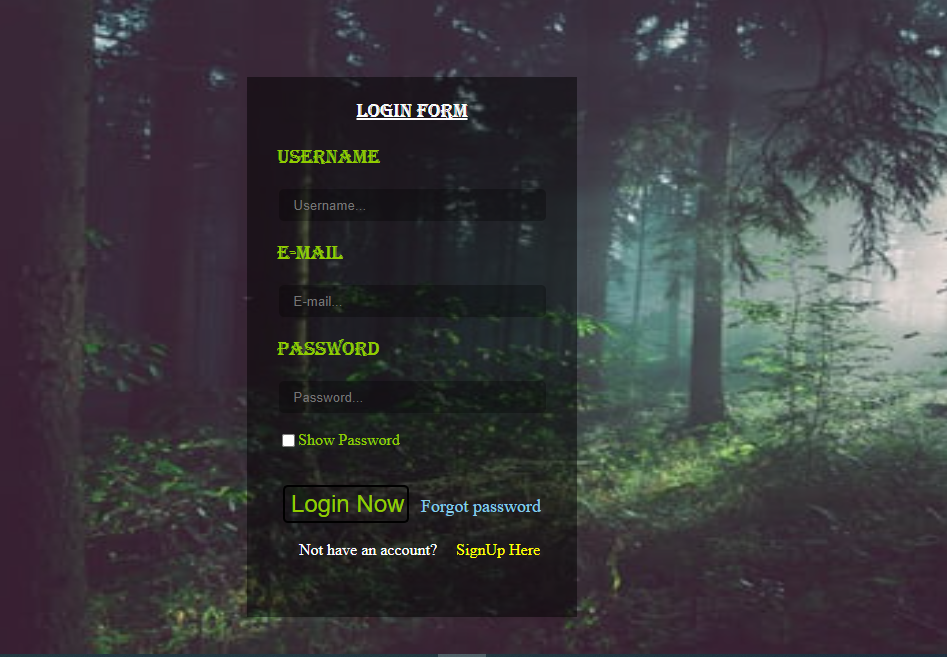 LOGIN FORM
USERNAME
Username...
E-MAIL
E-mail...
PASSWORD
Password...
Show Password
Login Now Forgot password
Not have an account? SignUp Here